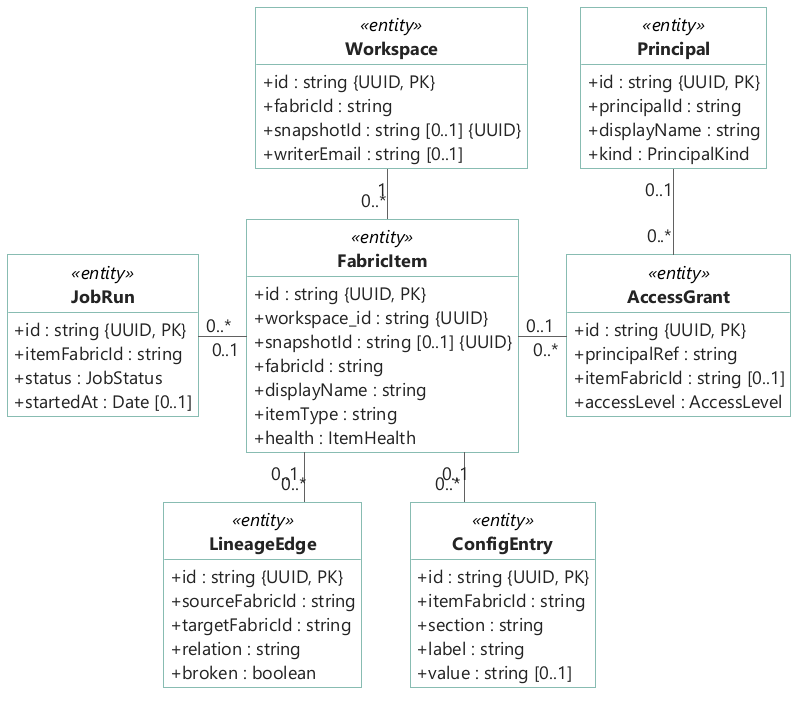 «entity»
Workspace
+id : string {UUID, PK}
+fabricId : string
+snapshotId : string [0..1] {UUID}
+writerEmail : string [0..1]
«entity»
Principal
+id : string {UUID, PK}
+principalId : string
+displayName : string
+kind : PrincipalKind
1
0..*
0..1
0..*
«entity»
JobRun
+id : string {UUID, PK}
+itemFabricId : string
+status : JobStatus
+startedAt : Date [0..1]
0..*
0..1
«entity»
FabricItem
+id : string {UUID, PK}
+workspace_id : string {UUID}
+snapshotId : string [0..1] {UUID}
+fabricId : string
+displayName : string
+itemType : string
+health : ItemHealth
0..1
0..*
«entity»
AccessGrant
+id : string {UUID, PK}
+principalRef : string
+itemFabricId : string [0..1]
+accessLevel : AccessLevel
0..1
0..*
0..1
0..*
«entity»
LineageEdge
+id : string {UUID, PK}
+sourceFabricId : string
+targetFabricId : string
+relation : string
+broken : boolean
«entity»
ConfigEntry
+id : string {UUID, PK}
+itemFabricId : string
+section : string
+label : string
+value : string [0..1]